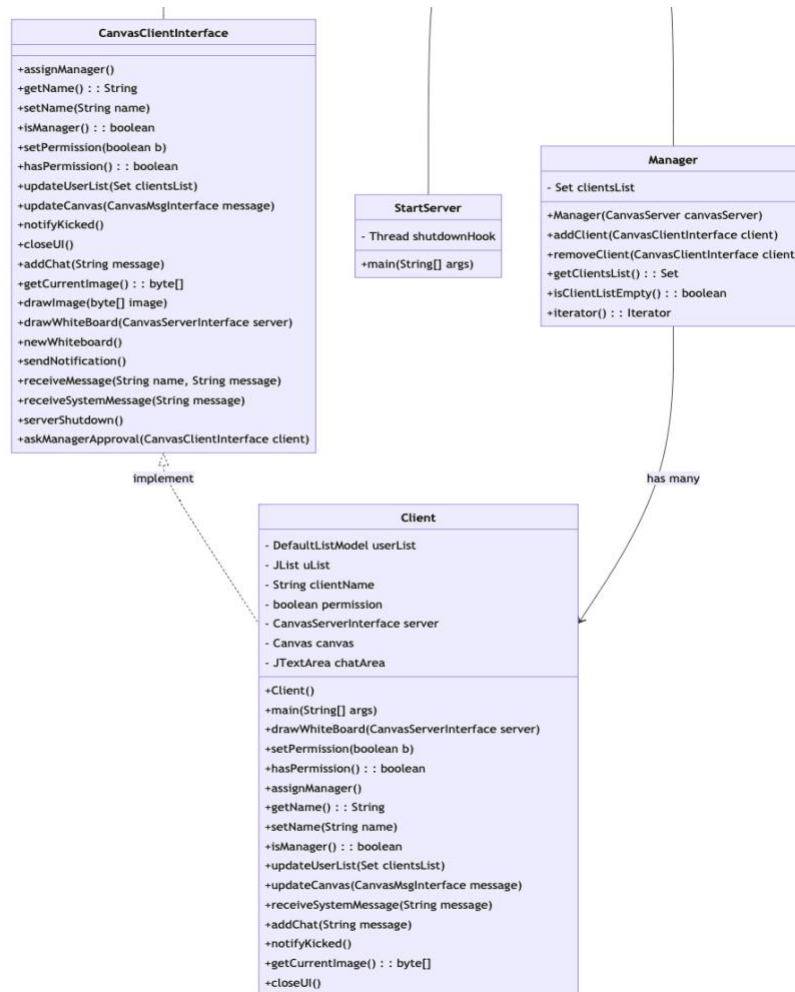 CanvasClientInterface
+assignManager()
+getName() : : String
+setName(String name)
+isManager() : : boolean
+setPermission(boolean b)
+hasPermission() : : boolean
+updateUserList(Set clientsList)
+updateCanvas(CanvasMsgInterface message)
+notifyKicked()
+closeUI()
+addChat(String message)
+getCurrentImage() : : byte[]
+drawImage(byte[] image)
+drawWhiteBoard(CanvasServerInterface server)
+newWhiteboard()
+sendNotification()
+receiveMessage(String name, String message)
+receiveSystemMessage(String message)
+serverShutdown()
+askManagerApproval(CanvasClientInterface client)
StartServer
- Thread shutdownHook
+main(String[] args)
Manager
- Set clientsList
+Manager(CanvasServer canvasServer)
+addClient(CanvasClientInterface client)
+removeClient(CanvasClientInterface client
+getClientsList() : : Set
+isClientListEmpty() : : boolean
+iterator() : : Iterator
implement
has many
Client
- DefaultListModel userList
- JList uList
- String clientName
- boolean permission
- CanvasServerInterface server
- Canvas canvas
- JTextArea chatArea
+Client()
+main(String[] args)
+drawWhiteBoard(CanvasServerInterface server)
+setPermission(boolean b)
+hasPermission() : : boolean
+assignManager()
+getName() : : String
+setName(String name)
+isManager() : : boolean
+updateUserList(Set clientsList)
+updateCanvas(CanvasMsgInterface message)
+receiveSystemMessage(String message)
+addChat(String message)
+notifyKicked()
+getCurrentImage() : : byte[]
+closeUI()